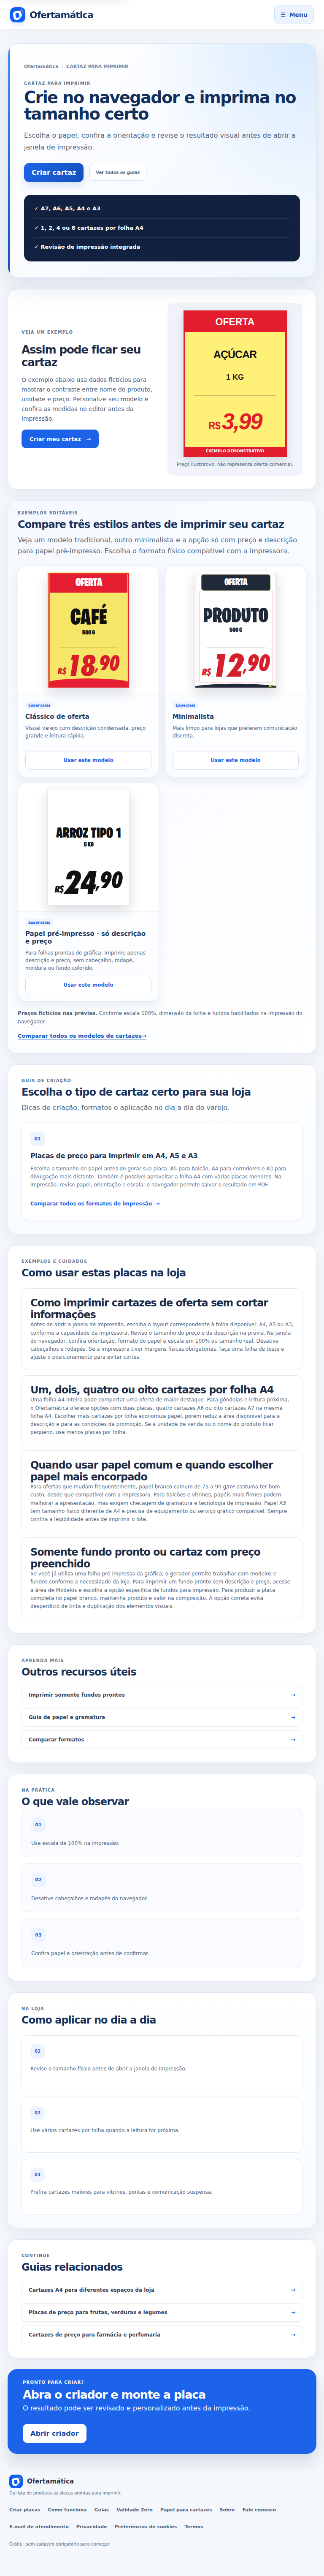 Ofertamática
☰ Menu
Ofertamática › CARTAZ PARA IMPRIMIR
CARTAZ PARA IMPRIMIR
Crie no navegador e imprima no
tamanho certo
Escolha o papel, confira a orientação e revise o resultado visual antes de abrir a
janela de impressão.
Criar cartaz
Ver todos os guias
✓ A7, A6, A5, A4 e A3
✓ 1, 2, 4 ou 8 cartazes por folha A4
✓ Revisão de impressão integrada
VEJA UM EXEMPLO
Assim pode ficar seu
cartaz
O exemplo abaixo usa dados fictícios para
mostrar o contraste entre nome do produto,
unidade e preço. Personalize seu modelo e
confira as medidas no editor antes da
impressão.
Criar meu cartaz →
OFERTA
AÇÚCAR
1 KG
R$ 3,99
EXEMPLO DEMONSTRATIVO
Preço ilustrativo, não representa oferta comercial.
EXEMPLOS EDITÁVEIS
Compare três estilos antes de imprimir seu cartaz
Veja um modelo tradicional, outro minimalista e a opção só com preço e descrição
para papel pré-impresso. Escolha o formato físico compatível com a impressora.
OFERTA
CAFÉ
500 G
R$ 18,90
Essenciais
Clássico de oferta
Visual varejo com descrição condensada, preço
grande e leitura rápida.
Usar este modelo
OFERTA
PRODUTO
500 G
R$ 12,90
Especiais
Minimalista
Mais limpo para lojas que preferem comunicação
discreta.
Usar este modelo
ARROZ TIPO 1
5 KG
R$ 24,90
Essenciais
Papel pré-impresso · só descrição
e preço
Para folhas prontas de gráfica: imprime apenas
descrição e preço, sem cabeçalho, rodapé,
moldura ou fundo colorido.
Usar este modelo
Preços fictícios nas prévias. Confirme escala 100%, dimensão da folha e fundos habilitados na impressão do
navegador.
Comparar todos os modelos de cartazes→
GUIA DE CRIAÇÃO
Escolha o tipo de cartaz certo para sua loja
Dicas de criação, formatos e aplicação no dia a dia do varejo.
01
Placas de preço para imprimir em A4, A5 e A3
Escolha o tamanho de papel antes de gerar sua placa: A5 para balcão, A4 para corredores e A3 para
divulgação mais distante. Também é possível aproveitar a folha A4 com várias placas menores. Na
impressão, revise papel, orientação e escala; o navegador permite salvar o resultado em PDF.
Comparar todos os formatos de impressão →
EXEMPLOS E CUIDADOS
Como usar estas placas na loja
Como imprimir cartazes de oferta sem cortar
informações
Antes de abrir a janela de impressão, escolha o layout correspondente à folha disponível: A4, A5 ou A3,
conforme a capacidade da impressora. Revise o tamanho do preço e da descrição na prévia. Na janela
do navegador, confira orientação, formato do papel e escala em 100% ou tamanho real. Desative
cabeçalhos e rodapés. Se a impressora tiver margens físicas obrigatórias, faça uma folha de teste e
ajuste o posicionamento para evitar cortes.
Um, dois, quatro ou oito cartazes por folha A4
Uma folha A4 inteira pode comportar uma oferta de maior destaque. Para gôndolas e leitura próxima,
o Ofertamática oferece opções com duas placas, quatro cartazes A6 ou oito cartazes A7 na mesma
folha A4. Escolher mais cartazes por folha economiza papel, porém reduz a área disponível para a
descrição e para as condições da promoção. Se a unidade de venda ou o nome do produto ficar
pequeno, use menos placas por folha.
Quando usar papel comum e quando escolher
papel mais encorpado
Para ofertas que mudam frequentemente, papel branco comum de 75 a 90 g/m² costuma ter bom
custo, desde que compatível com a impressora. Para balcões e vitrines, papéis mais firmes podem
melhorar a apresentação, mas exigem checagem de gramatura e tecnologia de impressão. Papel A3
tem tamanho físico diferente de A4 e precisa de equipamento ou serviço gráfico compatível. Sempre
confira a legibilidade antes de imprimir o lote.
Somente fundo pronto ou cartaz com preço
preenchido
Se você já utiliza uma folha pré-impressa da gráfica, o gerador permite trabalhar com modelos e
fundos conforme a necessidade da loja. Para imprimir um fundo pronto sem descrição e preço, acesse
a área de Modelos e escolha a opção específica de fundos para impressão. Para produzir a placa
completa no papel branco, mantenha produto e valor na composição. A opção correta evita
desperdício de tinta e duplicação dos elementos visuais.
APRENDA MAIS
Outros recursos úteis
Imprimir somente fundos prontos →
Guia de papel e gramatura →
Comparar formatos →
NA PRÁTICA
O que vale observar
01
Use escala de 100% na impressão.
02
Desative cabeçalhos e rodapés do navegador.
03
Confira papel e orientação antes de confirmar.
NA LOJA
Como aplicar no dia a dia
01
Revise o tamanho físico antes de abrir a janela de impressão.
02
Use vários cartazes por folha quando a leitura for próxima.
03
Prefira cartazes maiores para vitrines, pontas e comunicação suspensa.
CONTINUE
Guias relacionados
Cartazes A4 para diferentes espaços da loja →
Placas de preço para frutas, verduras e legumes →
Cartazes de preço para farmácia e perfumaria →
PRONTO PARA CRIAR?
Abra o criador e monte a placa
O resultado pode ser revisado e personalizado antes da impressão.
Abrir criador
Ofertamática
Da lista de produtos às placas prontas para imprimir.
Criar placas Como funciona Guias Validade Zero Papel para cartazes Sobre Fale conosco
E-mail de atendimento Privacidade Preferências de cookies Termos
Grátis · sem cadastro obrigatório para começar